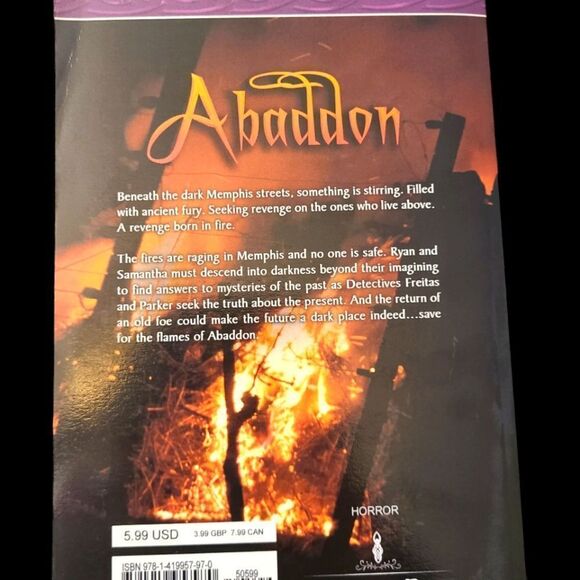 Abaddon
Beneath the dark Memphis streets, something is stirring. Filled
with ancient fury. Seeking revenge on the ones who live above.
A revenge born in fire.
The fires are raging in Memphis and no one is safe. Ryan and
Samantha must descend into darkness beyond their imagining
to find answers to mysteries of the past as Detectives Freitas
and Parker seek the truth about the present. And the return of
an old foe could make the future a dark place indeed...save
for the flames of Abaddon.
HORROR
5.99 USD 3.99 GBP 7.99 CAN
ISBN 978-1-419957-97-0
50599